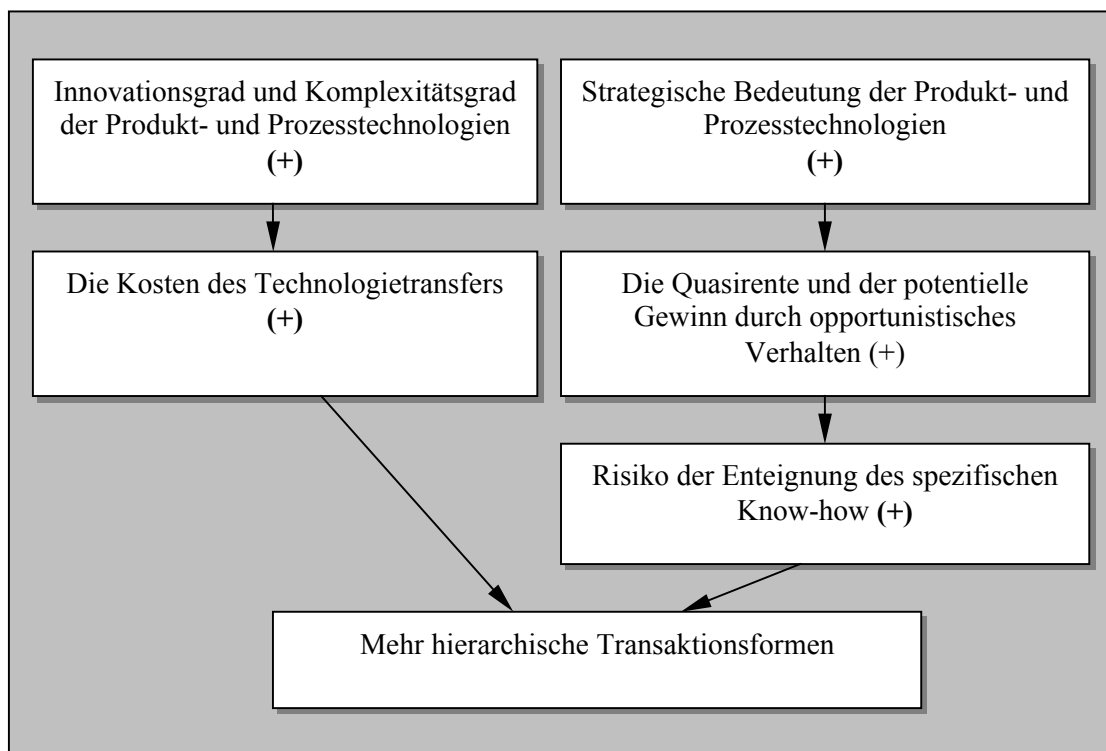 Innovationsgrad und Komplexitätsgrad
der Produkt- und Prozesstechnologien
(+)
Strategische Bedeutung der Produkt- und
Prozesstechnologien
(+)
Die Kosten des Technologietransfers
(+)
Die Quasirente und der potentielle
Gewinn durch opportunistisches
Verhalten (+)
Risiko der Enteignung des spezifischen
Know-how (+)
Mehr hierarchische Transaktionsformen